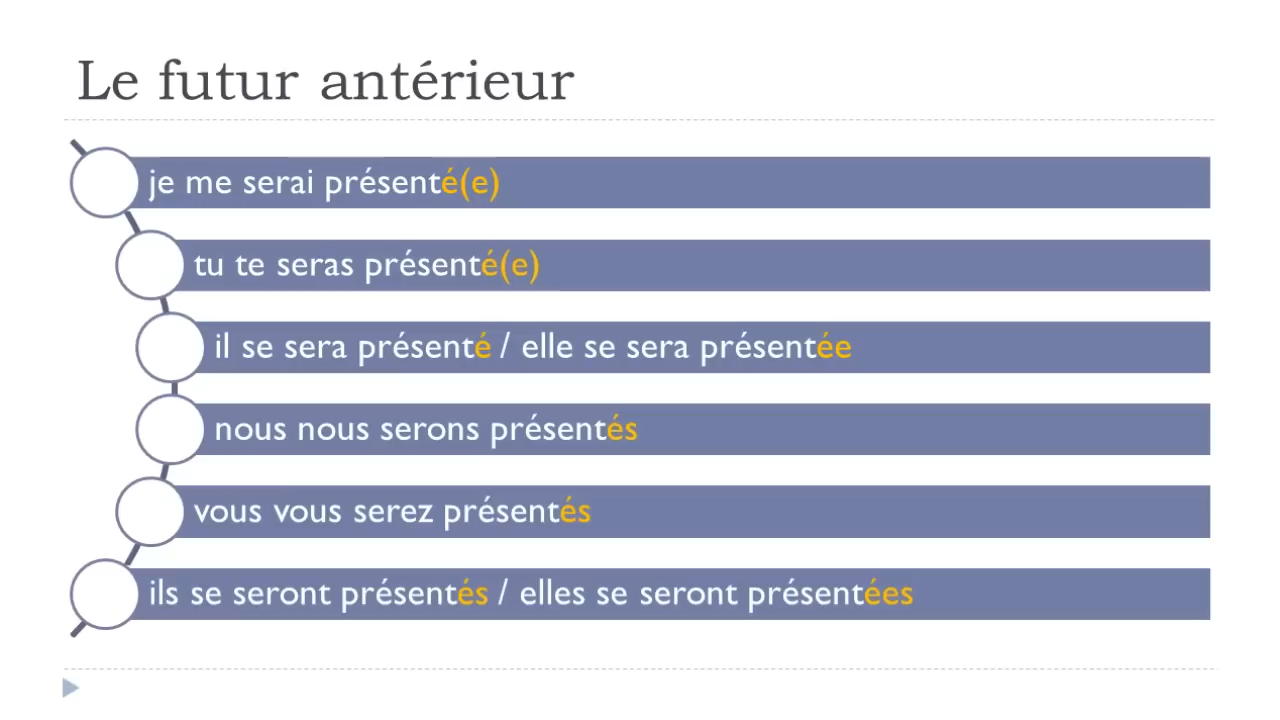 Le futur antérieur
je me serai présenté(e)
tu te seras présenté(e)
il se sera présenté / elle se sera présentée
nous nous serons présentés
vous vous serez présentés
ils se seront présentés / elles se seront présentées